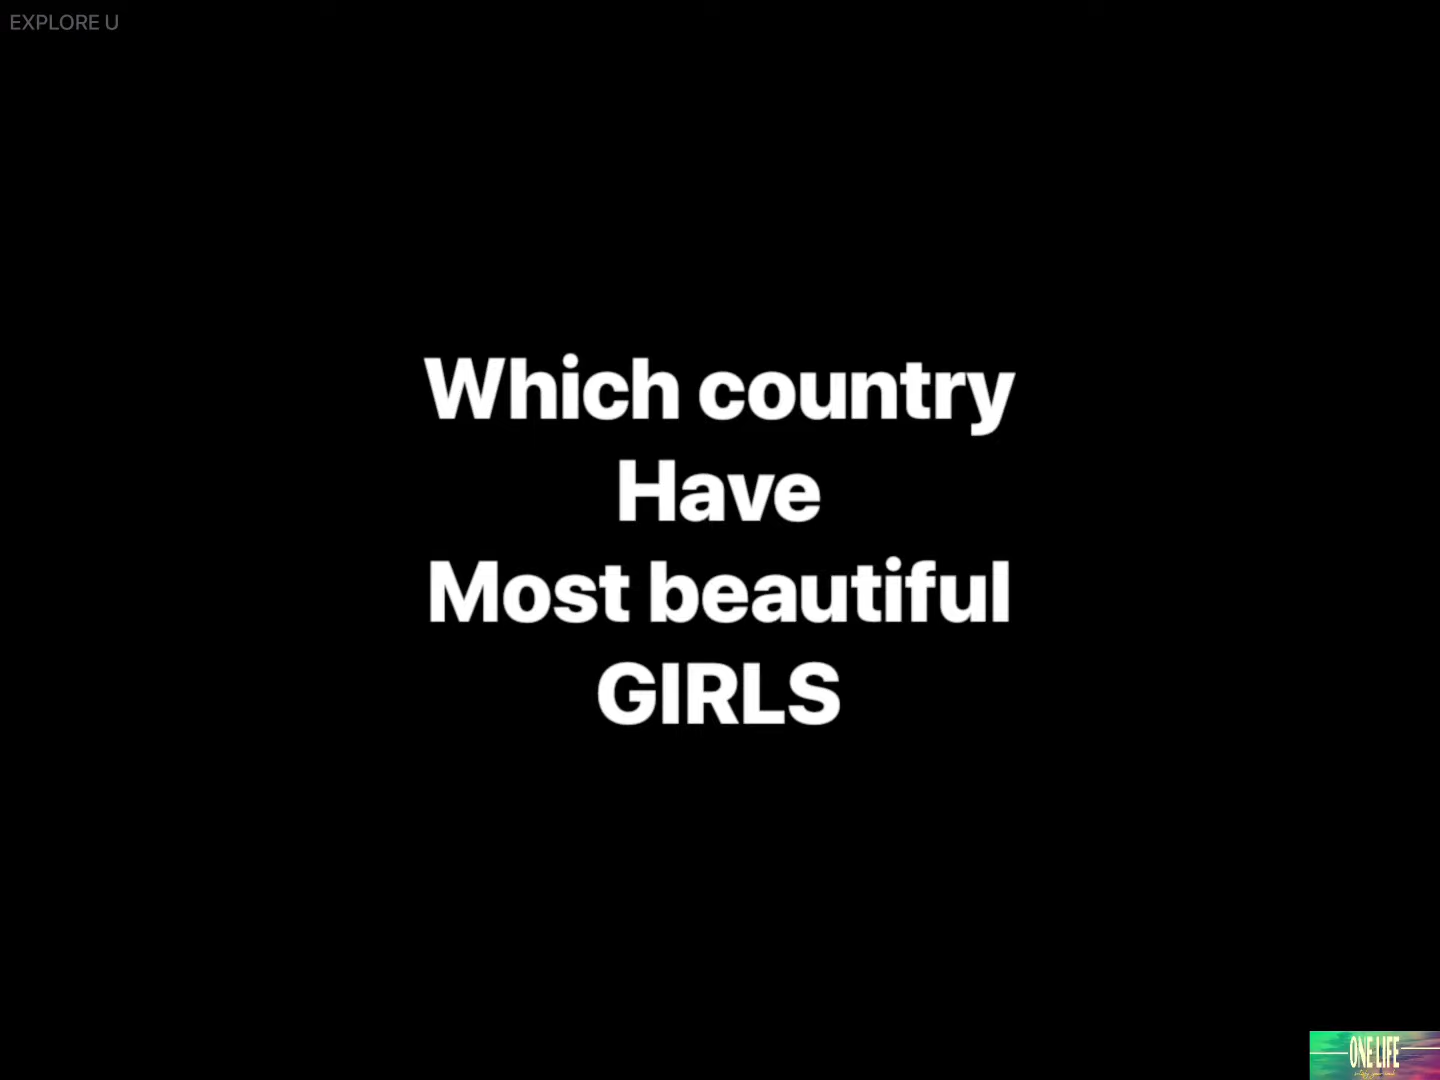 EXPLORE U
Which country
Have
Most beautiful
GIRLS
ONE LIFE